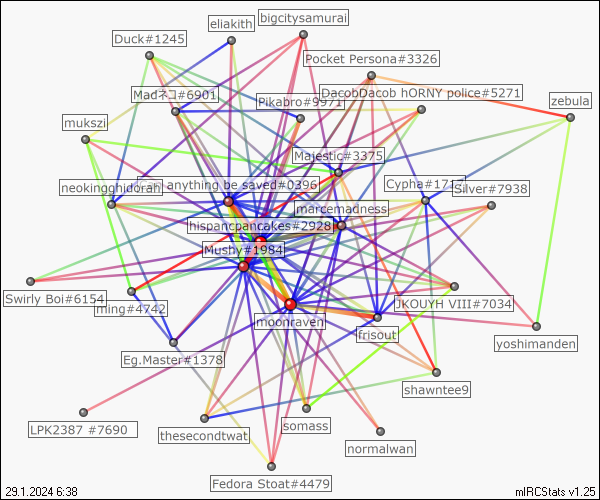 bigcitysamurai
eliakith
Duck#1245
Pocket Persona#3326
DacobDacob hORNY police#5271
Madネコ#6901
Pikabro#9971
zebula
mukszi
Majestic#3375
neokingghidorah
anything be saved#0396
Cypha#171
Silver#7938
marcemadness
hispancpancakes#2928
Mushy#1984
Swirly Boi#6154
ming#4742
JKOUYH VIII#7034
moonraven
frisout
yoshimanden
Eg.Master#1378
shawntee9
LPK2387 #7690
thesecondtwat
somass
normalwan
Fedora Stoat#4479
29.1.2024 6:38
mIRCStats v1.25